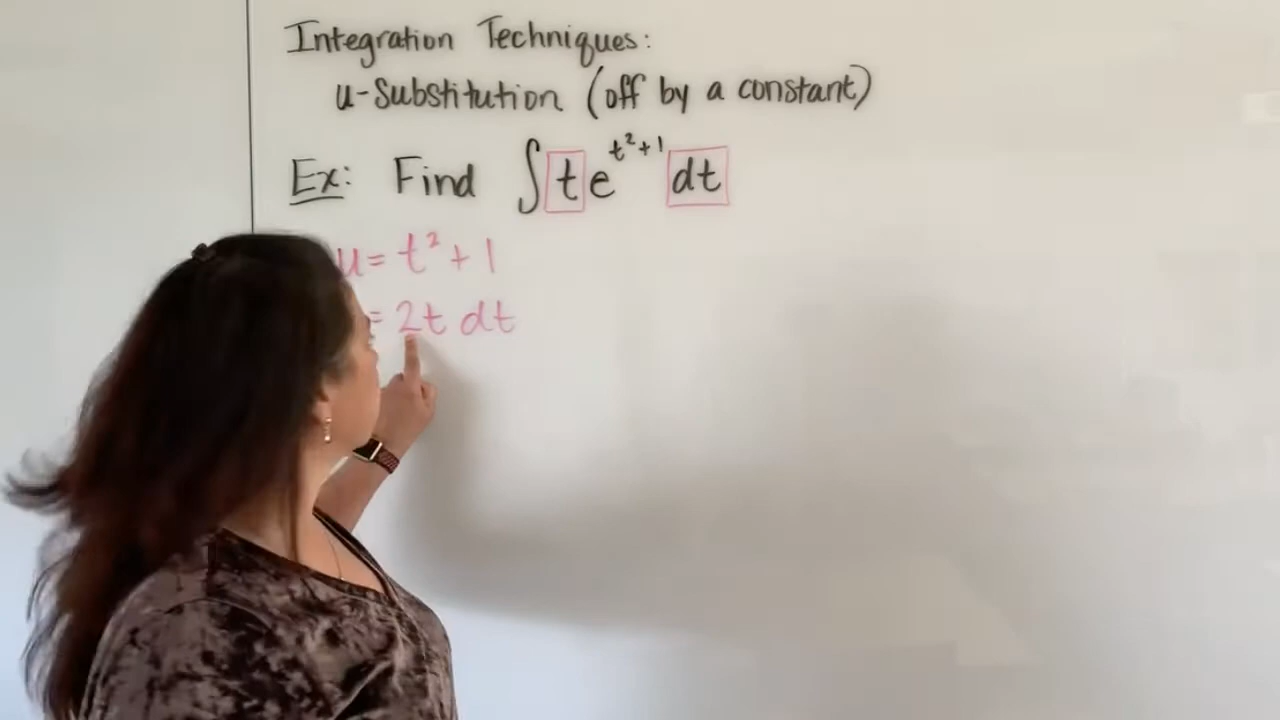 Integration Techniques:
u-Substitution (off by a constant)
Ex: Find ∫ t e^{t²+1} dt
u = t² + 1
= 2t dt